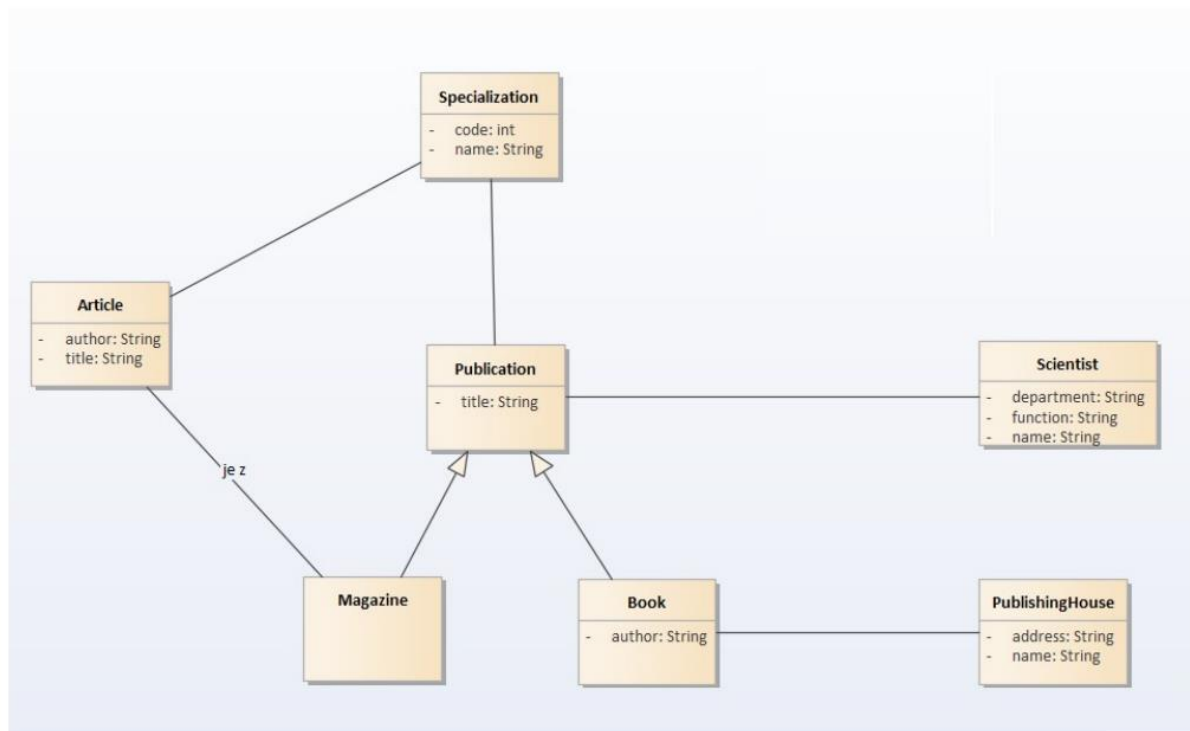 Specialization
- code: int
- name: String
Article
- author: String
- title: String
Publication
- title: String
Scientist
- department: String
- function: String
- name: String
je z
Magazine
Book
- author: String
PublishingHouse
- address: String
- name: String